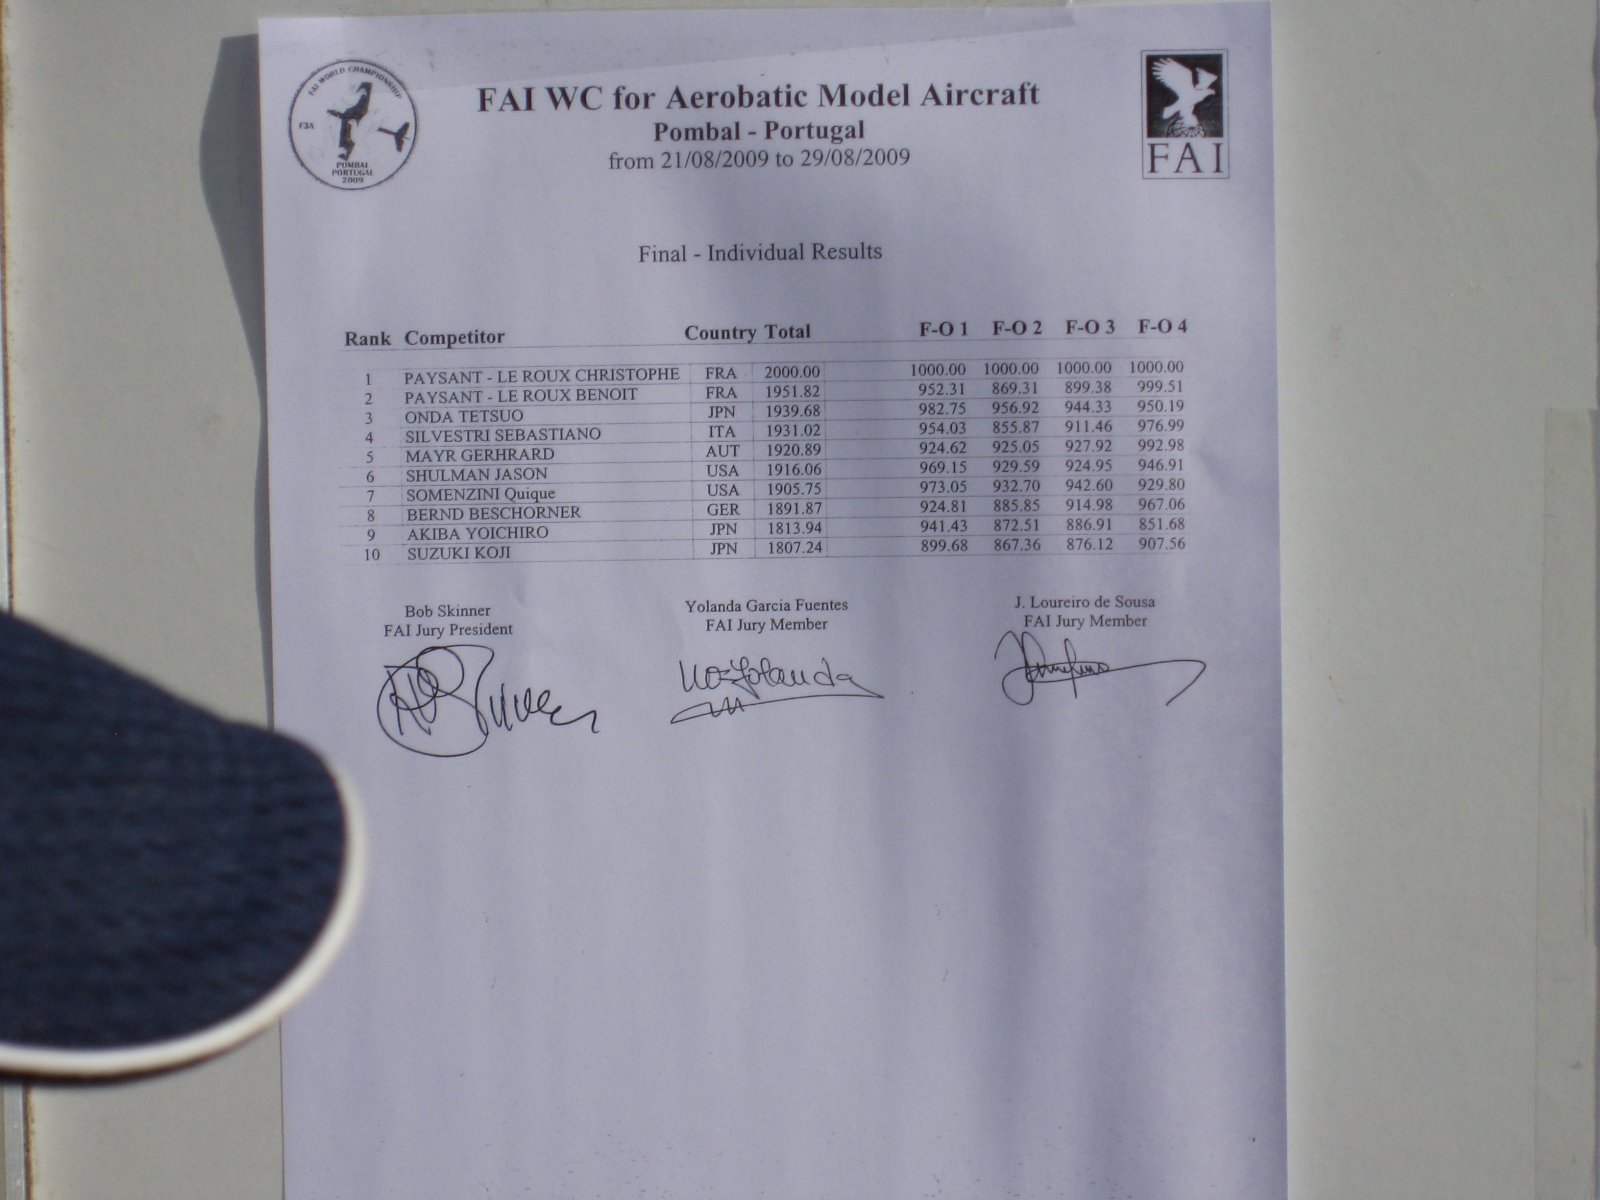 FAI WORLD CHAMPIONSHIP
F3A
POMBAL
PORTUGAL
2009
FAI WC for Aerobatic Model Aircraft
Pombal - Portugal
from 21/08/2009 to 29/08/2009
FAI
Final - Individual Results
Rank Competitor Country Total F-O 1 F-O 2 F-O 3 F-O 4
1 PAYSANT - LE ROUX CHRISTOPHE FRA 2000.00 1000.00 1000.00 1000.00 1000.00
2 PAYSANT - LE ROUX BENOIT FRA 1951.82 952.31 869.31 899.38 999.51
3 ONDA TETSUO JPN 1939.68 982.75 956.92 944.33 950.19
4 SILVESTRI SEBASTIANO ITA 1931.02 954.03 855.87 911.46 976.99
5 MAYR GERHRARD AUT 1920.89 924.62 925.05 927.92 992.98
6 SHULMAN JASON USA 1916.06 969.15 929.59 924.95 946.91
7 SOMENZINI Quique USA 1905.75 973.05 932.70 942.60 929.80
8 BERND BESCHORNER GER 1891.87 924.81 885.85 914.98 967.06
9 AKIBA YOICHIRO JPN 1813.94 941.43 872.51 886.91 851.68
10 SUZUKI KOJI JPN 1807.24 899.68 867.36 876.12 907.56
Bob Skinner Yolanda Garcia Fuentes J. Loureiro de Sousa
FAI Jury President FAI Jury Member FAI Jury Member
Yolanda